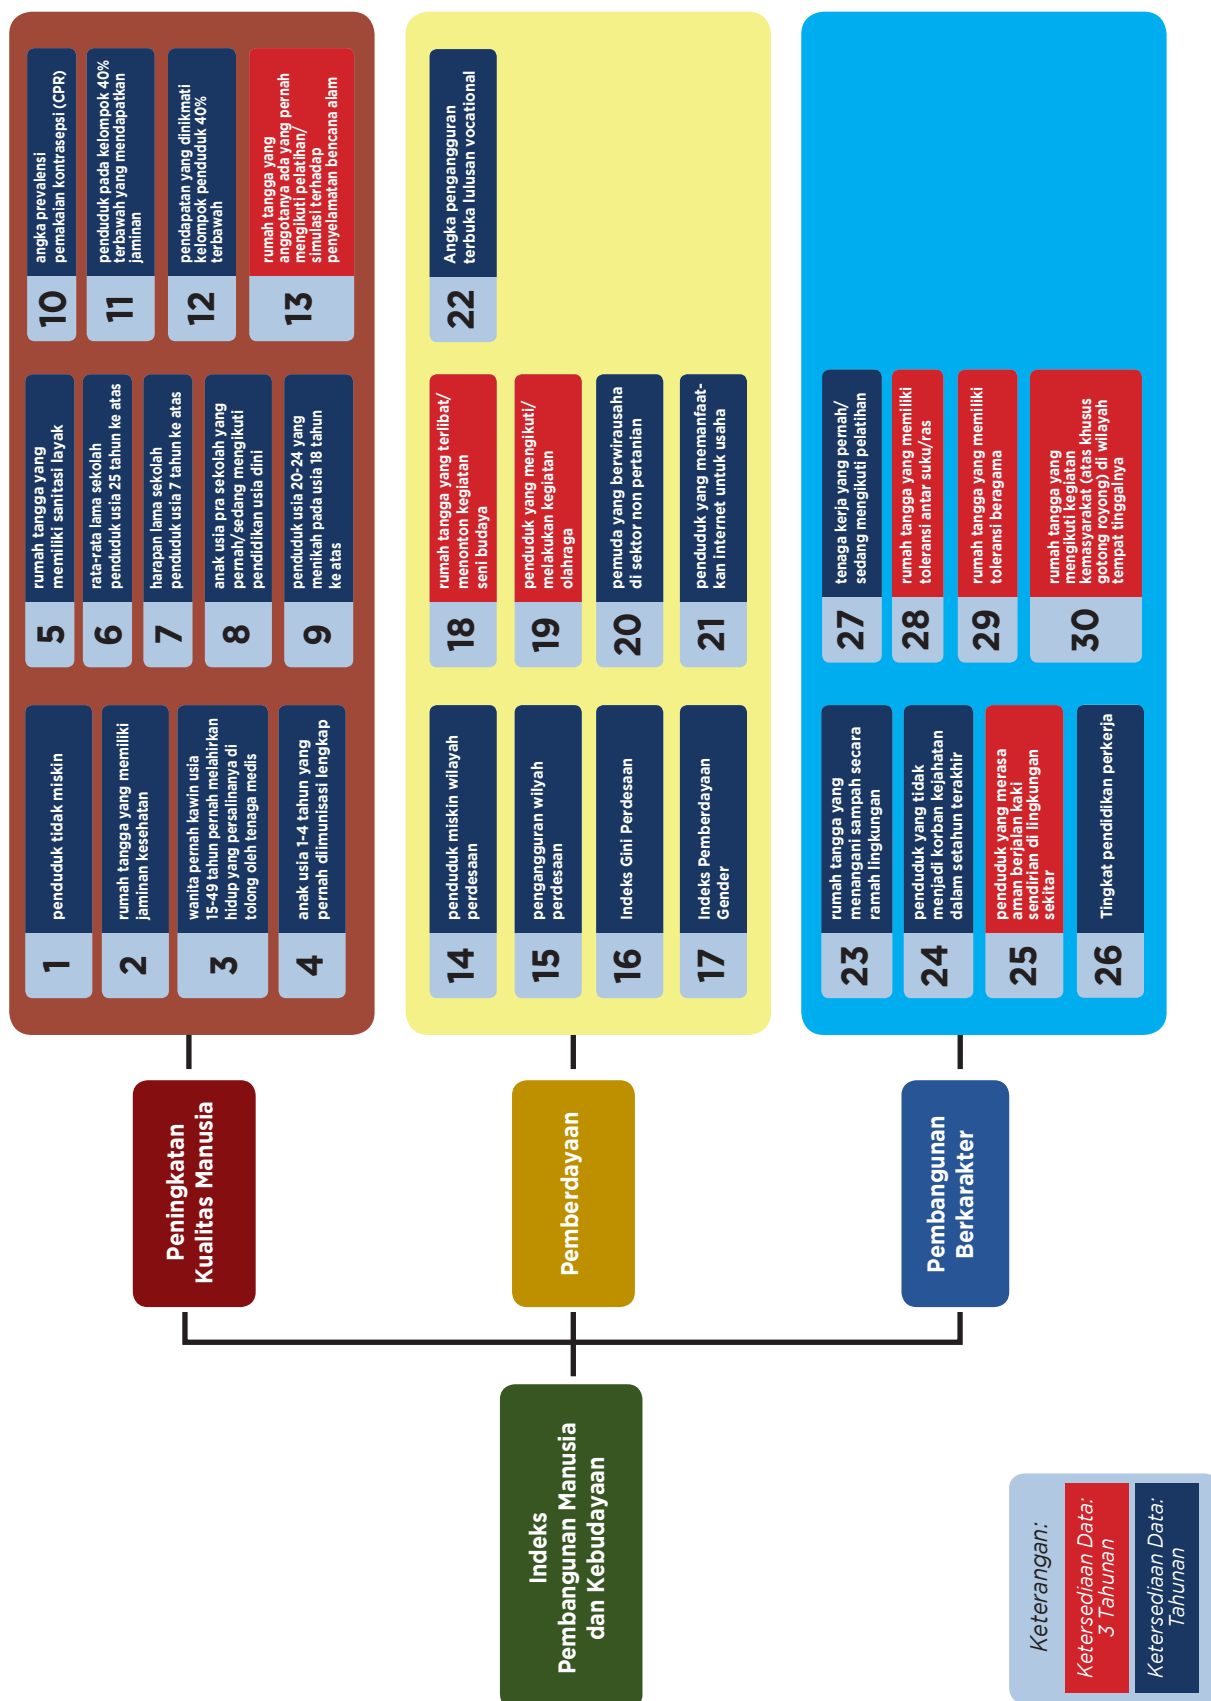 Indeks
Pembangunan Manusia
dan Kebudayaan
Peningkatan
Kualitas Manusia
1
penduduk tidak miskin
2
rumah tangga yang memiliki
jaminan kesehatan
3
wanita pernah kawin usia
15-49 tahun pernah melahirkan
hidup yang persalinannya di
tolong oleh tenaga medis
4
anak usia 1-4 tahun yang
pernah diimunisasi lengkap
5
rumah tangga yang
memiliki sanitasi layak
6
rata-rata lama sekolah
penduduk usia 25 tahun ke atas
7
harapan lama sekolah
penduduk usia 7 tahun ke atas
8
anak usia pra sekolah yang
pernah/sedang mengikuti
pendidikan usia dini
9
penduduk usia 20-24 yang
menikah pada usia 18 tahun
ke atas
10
angka prevalensi
pemakaian kontrasepsi (CPR)
11
penduduk pada kelompok 40%
terbawah yang mendapatkan
jaminan
12
pendapatan yang dinikmati
kelompok penduduk 40%
terbawah
13
rumah tangga yang
anggotanya ada yang pernah
mengikuti pelatihan/
simulasi terhadap
penyelamatan bencana alam
Pemberdayaan
14
penduduk miskin wilayah
perdesaan
15
pengangguran wilyah
perdesaan
16
Indeks Gini Perdesaan
17
Indeks Pemberdayaan
Gender
18
rumah tangga yang terlibat/
menonton kegiatan
seni budaya
19
penduduk yang mengikuti/
melakukan kegiatan
olahraga
20
pemuda yang berwirausaha
di sektor non pertanian
21
penduduk yang memanfaat-
kan internet untuk usaha
22
Angka pengangguran
terbuka lulusan vocational
Pembangunan
Berkarakter
23
rumah tangga yang
menangani sampah secara
ramah lingkungan
24
penduduk yang tidak
menjadi korban kejahatan
dalam setahun terakhir
25
penduduk yang merasa
aman berjalan kaki
sendirian di lingkungan
sekitar
26
Tingkat pendidikan perkerja
27
tenaga kerja yang pernah/
sedang mengikuti pelatihan
28
rumah tangga yang memiliki
toleransi antar suku/ras
29
rumah tangga yang memiliki
toleransi beragama
30
rumah tangga yang
mengikuti kegiatan
kemasyarakat (atas khusus
gotong royong) di wilayah
tempat tinggalnya
Keterangan:
Ketersediaan Data:
3 Tahunan
Ketersediaan Data:
Tahunan